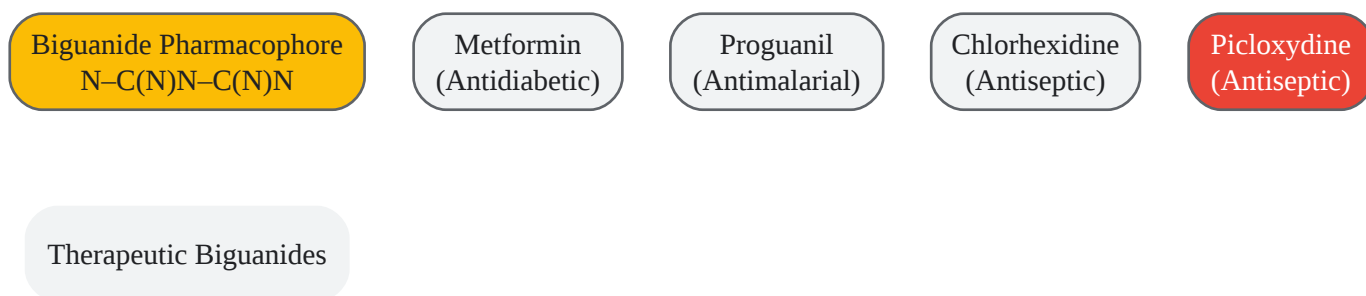 Biguanide Pharmacophore
N–C(N)N–C(N)N
Metformin
(Antidiabetic)
Proguanil
(Antimalarial)
Chlorhexidine
(Antiseptic)
Picloxydine
(Antiseptic)
Therapeutic Biguanides